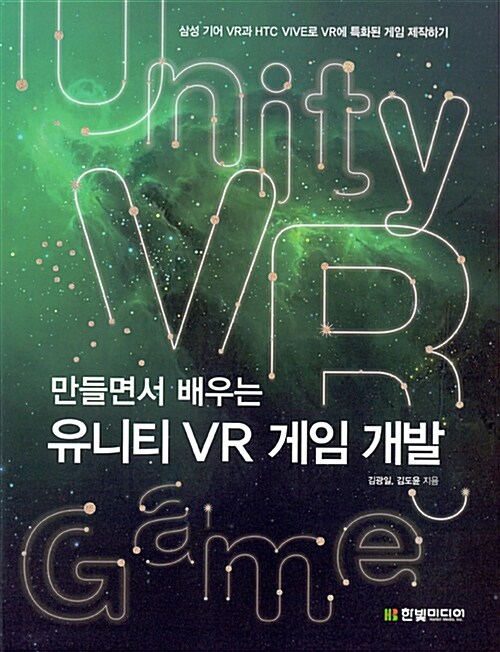 삼성 기어 VR과 HTC VIVE로 VR에 특화된 게임 제작하기
Unity
VR
만들면서 배우는
유니티 VR 게임 개발
김광일, 김도윤 지음
Game
HB 한빛미디어